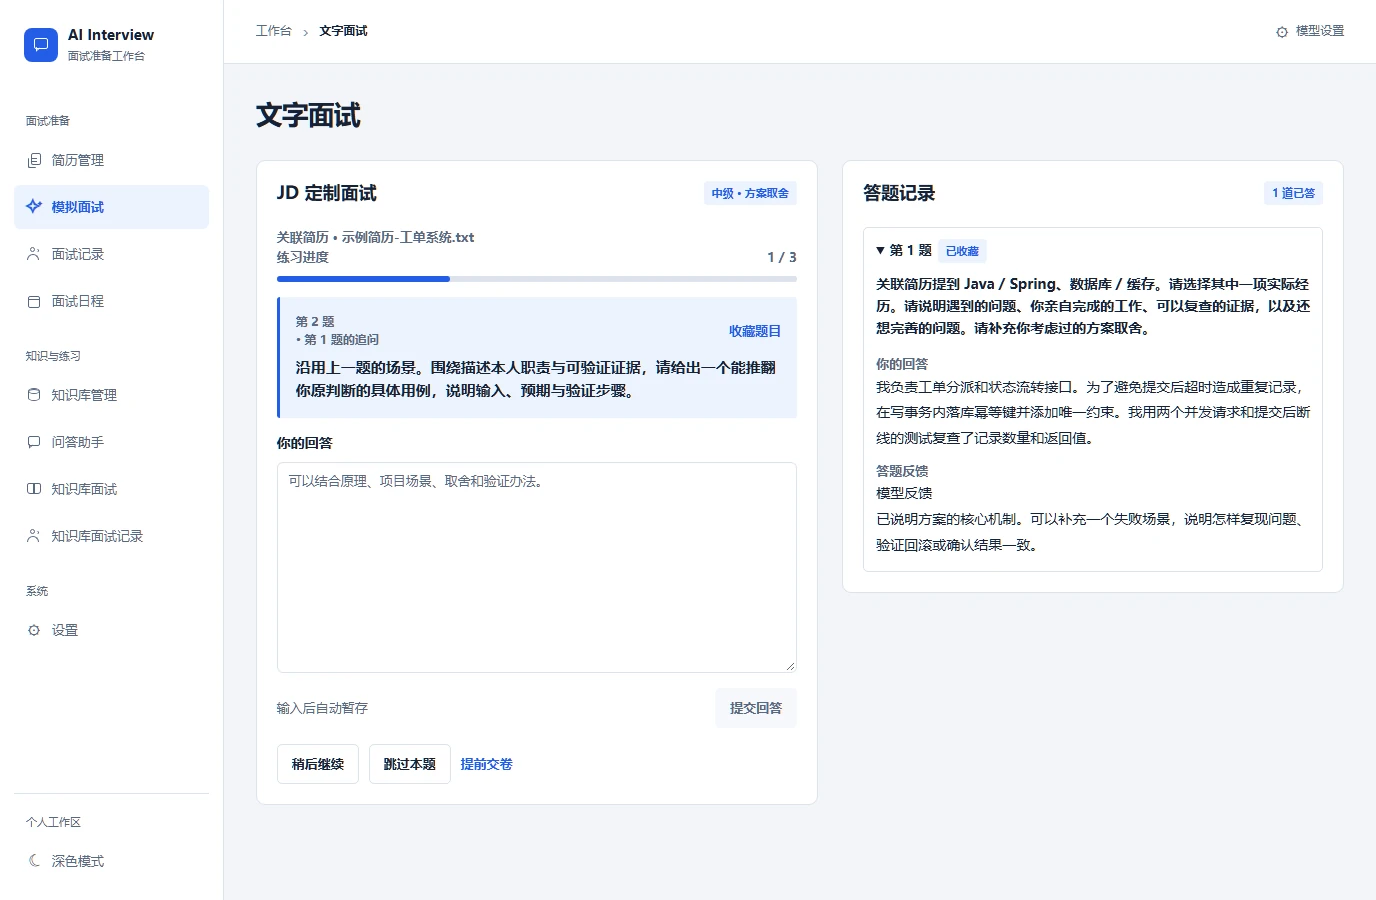 AI Interview
面试准备工作台
面试准备
简历管理
模拟面试
面试记录
面试日程
知识与练习
知识库管理
问答助手
知识库面试
知识库面试记录
系统
设置
个人工作区
深色模式
工作台 › 文字面试
模型设置
文字面试
JD 定制面试
中级 • 方案取舍
关联简历 • 示例简历-工单系统.txt
练习进度
1 / 3
第 2 题
• 第 1 题的追问
收藏题目
沿用上一题的场景。围绕描述本人职责与可验证证据，请给出一个能推翻
你原判断的具体用例，说明输入、预期与验证步骤。
你的回答
可以结合原理、项目场景、取舍和验证办法。
输入后自动暂存
提交回答
稍后继续
跳过本题
提前交卷
答题记录
1 道已答
▼ 第 1 题
已收藏
关联简历提到 Java / Spring、数据库 / 缓存。请选择其中一项实际经
历。请说明遇到的问题、你亲自完成的工作、可以复查的证据，以及还
想完善的问题。请补充你考虑过的方案取舍。
你的回答
我负责工单分派和状态流转接口。为了避免提交后超时造成重复记录，
在写事务内落库幂等键并添加唯一约束。我用两个并发请求和提交后断
线的测试复查了记录数量和返回值。
答题反馈
模型反馈
已说明方案的核心机制。可以补充一个失败场景，说明怎样复现问题、
验证回滚或确认结果一致。